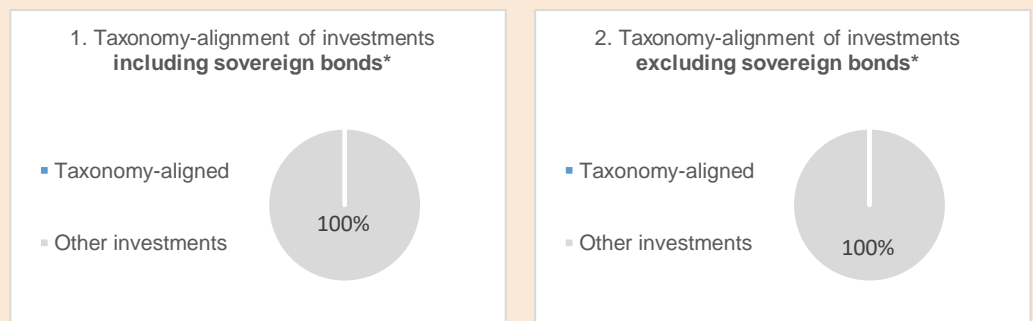 1. Taxonomy-alignment of investments
including sovereign bonds*
Taxonomy-aligned
Other investments
100%
2. Taxonomy-alignment of investments
excluding sovereign bonds*
Taxonomy-aligned
Other investments
100%